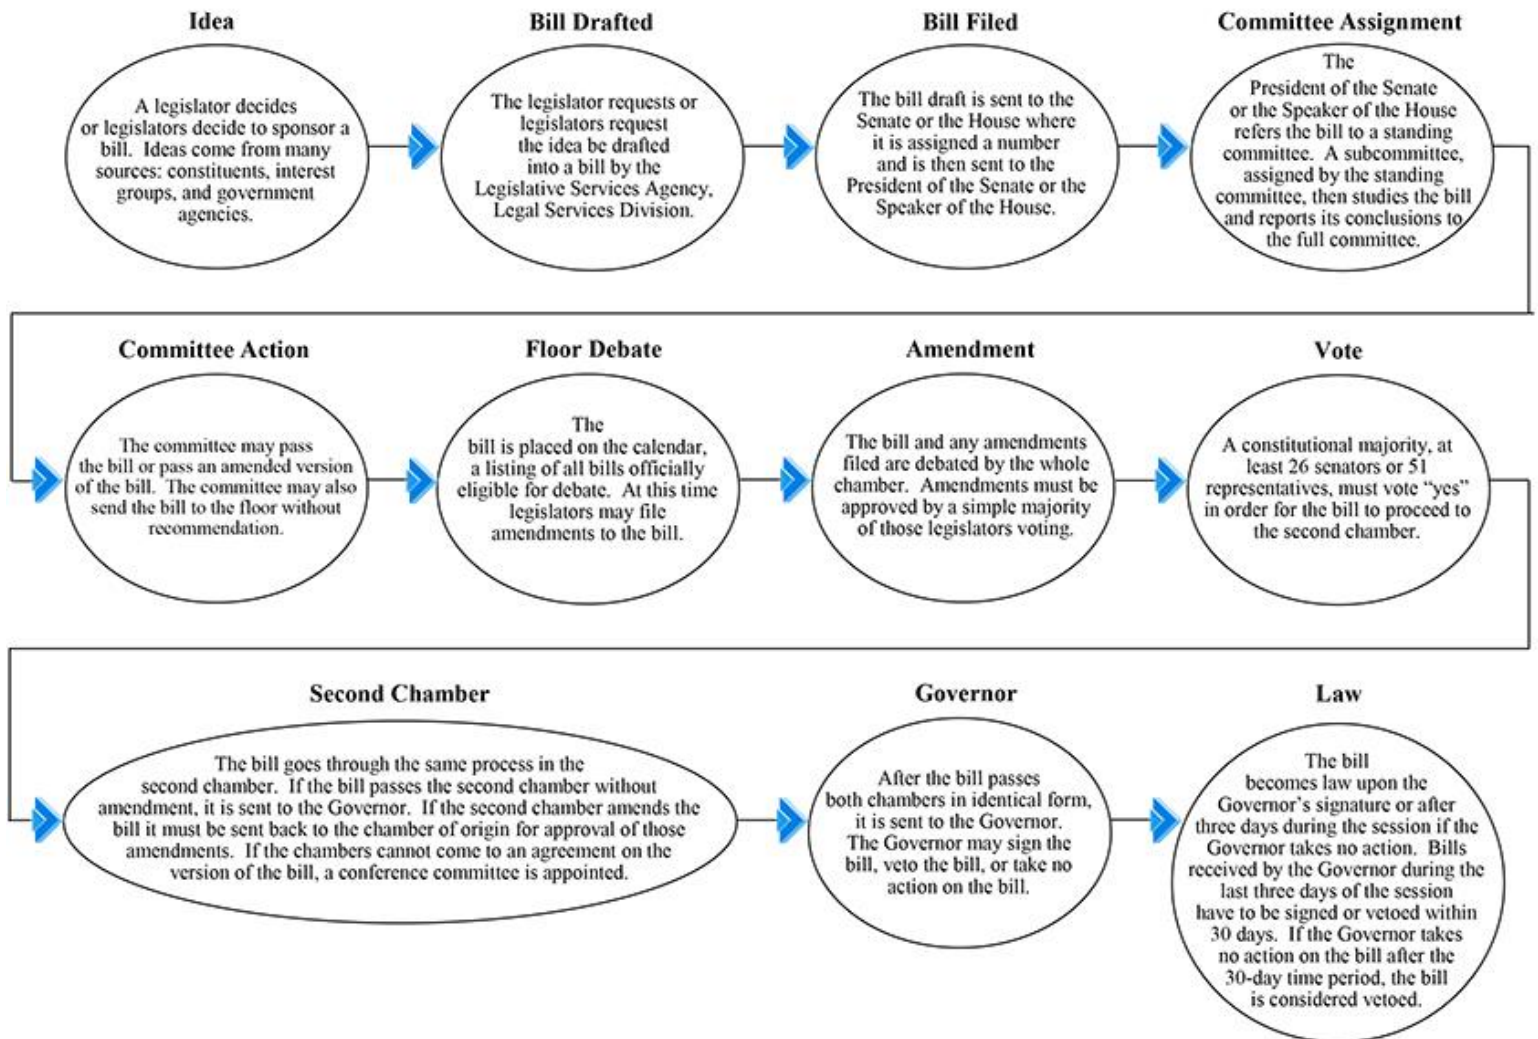 Idea
A legislator decides
or legislators decide to sponsor a
bill.  Ideas come from many
sources: constituents, interest
groups, and government
agencies.
Bill Drafted
The legislator requests or
legislators request
the idea be drafted
into a bill by the
Legislative Services Agency,
Legal Services Division.
Bill Filed
The bill draft is sent to the
Senate or the House where
it is assigned a number
and is then sent to the
President of the Senate or the
Speaker of the House.
Committee Assignment
The
President of the Senate
or the Speaker of the House
refers the bill to a standing
committee.  A subcommittee,
assigned by the standing
committee, then studies the bill
and reports its conclusions to
the full committee.
Committee Action
The committee may pass
the bill or pass an amended version
of the bill.  The committee may also
send the bill to the floor without
recommendation.
Floor Debate
The
bill is placed on the calendar,
a listing of all bills officially
eligible for debate.  At this time
legislators may file
amendments to the bill.
Amendment
The bill and any amendments
filed are debated by the whole
chamber.  Amendments must be
approved by a simple majority
of those legislators voting.
Vote
A constitutional majority, at
least 26 senators or 51
representatives, must vote “yes”
in order for the bill to proceed to
the second chamber.
Second Chamber
The bill goes through the same process in the
second chamber.  If the bill passes the second chamber without
amendment, it is sent to the Governor.  If the second chamber amends the
bill it must be sent back to the chamber of origin for approval of those
amendments.  If the chambers cannot come to an agreement on the
version of the bill, a conference committee is appointed.
Governor
After the bill passes
both chambers in identical form,
it is sent to the Governor.
The Governor may sign the
bill, veto the bill, or take no
action on the bill.
Law
The bill
becomes law upon the
Governor’s signature or after
three days during the session if the
Governor takes no action.  Bills
received by the Governor during the
last three days of the session
have to be signed or vetoed within
30 days.  If the Governor takes
no action on the bill after the
30-day time period, the bill
is considered vetoed.